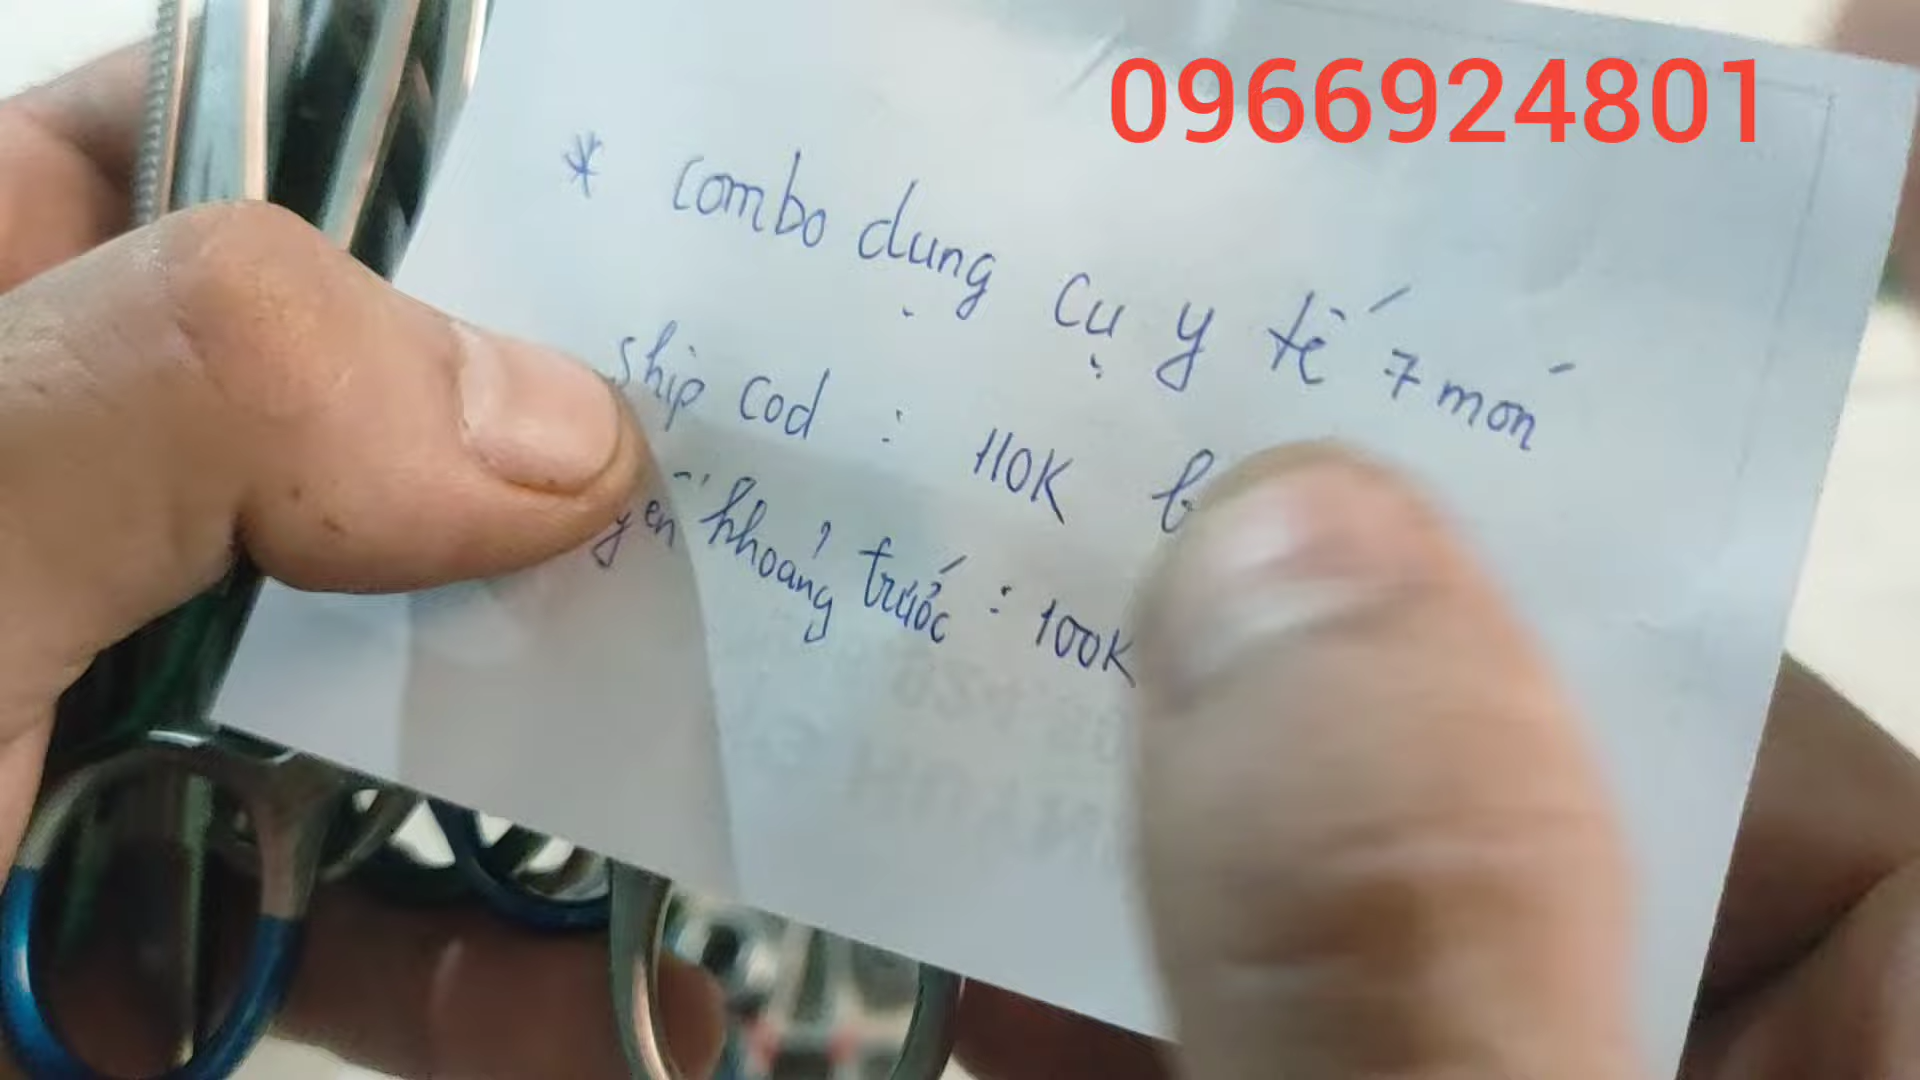 0966924801
* combo dụng cụ y tế 7 món
ship cod : 110K
khoảng trước : 100K